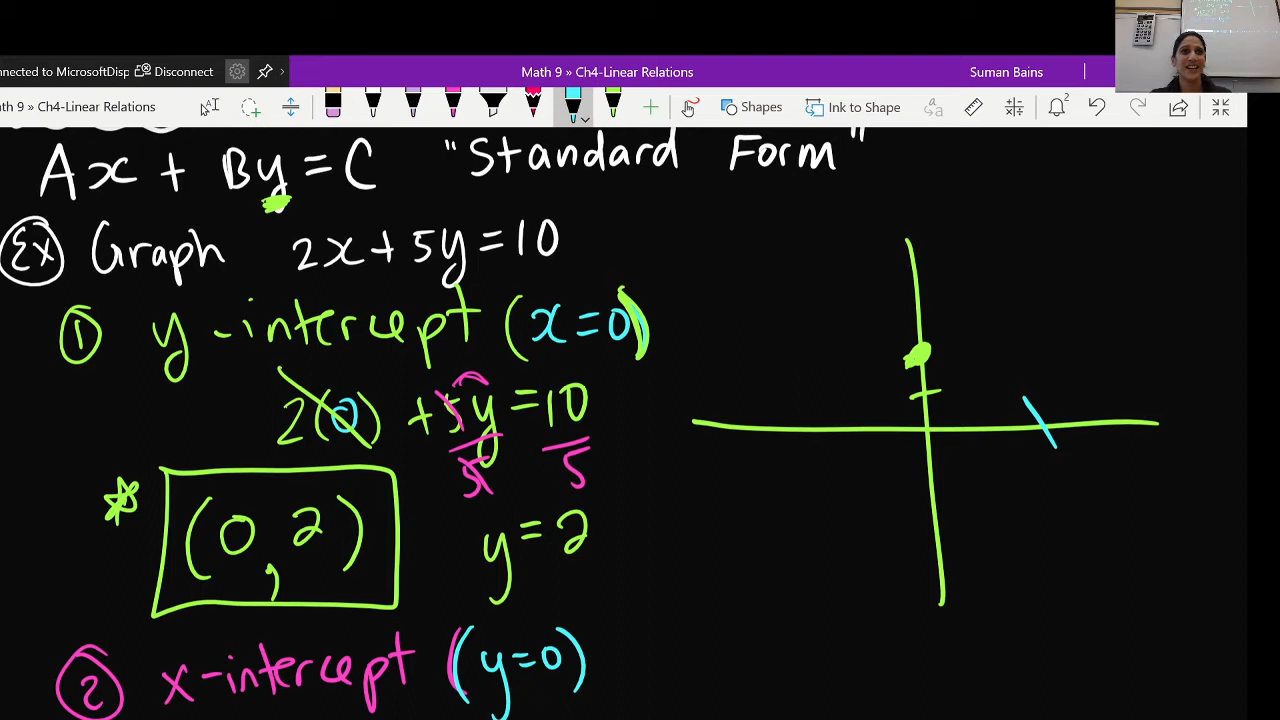 nnected to MicrosoftDisp Disconnect
Math 9 » Ch4-Linear Relations
Suman Bains
ath 9 » Ch4-Linear Relations
Shapes
Ink to Shape
2
Ax + By = C "Standard Form"
Ex Graph 2x+5y=10
① y-intercept (x=0)
2(0) +5y=10
5 5
(0, 2)
y=2
② x-intercept (y=0)